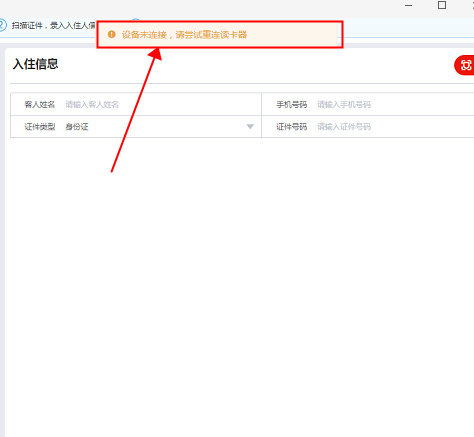 扫描证件，录入入住人信
设备未连接，请尝试重连读卡器
入住信息
客人姓名 请输入客人姓名 手机号码 请输入手机号码
证件类型 身份证 证件号码 请输入证件号码